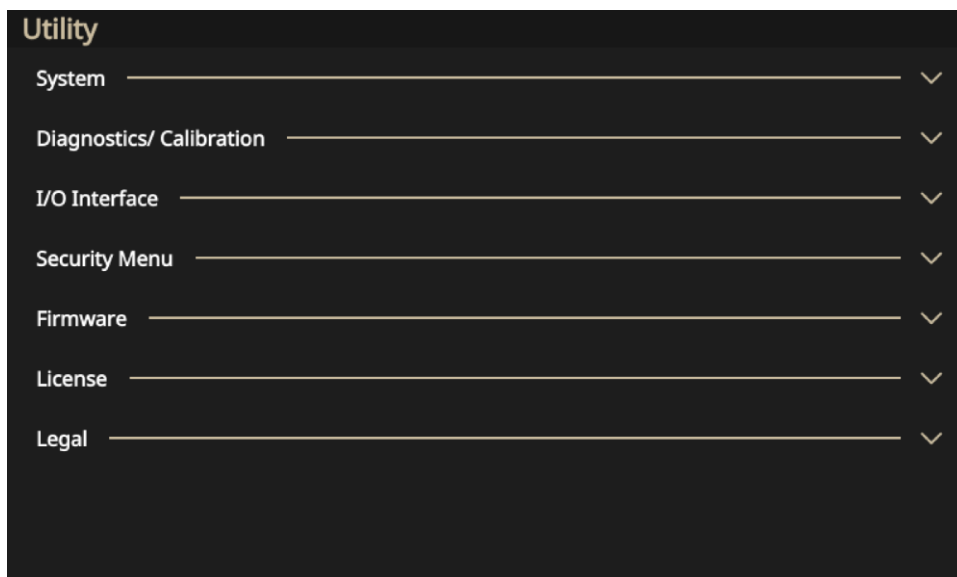 Utility
System
Diagnostics/ Calibration
I/O Interface
Security Menu
Firmware
License
Legal